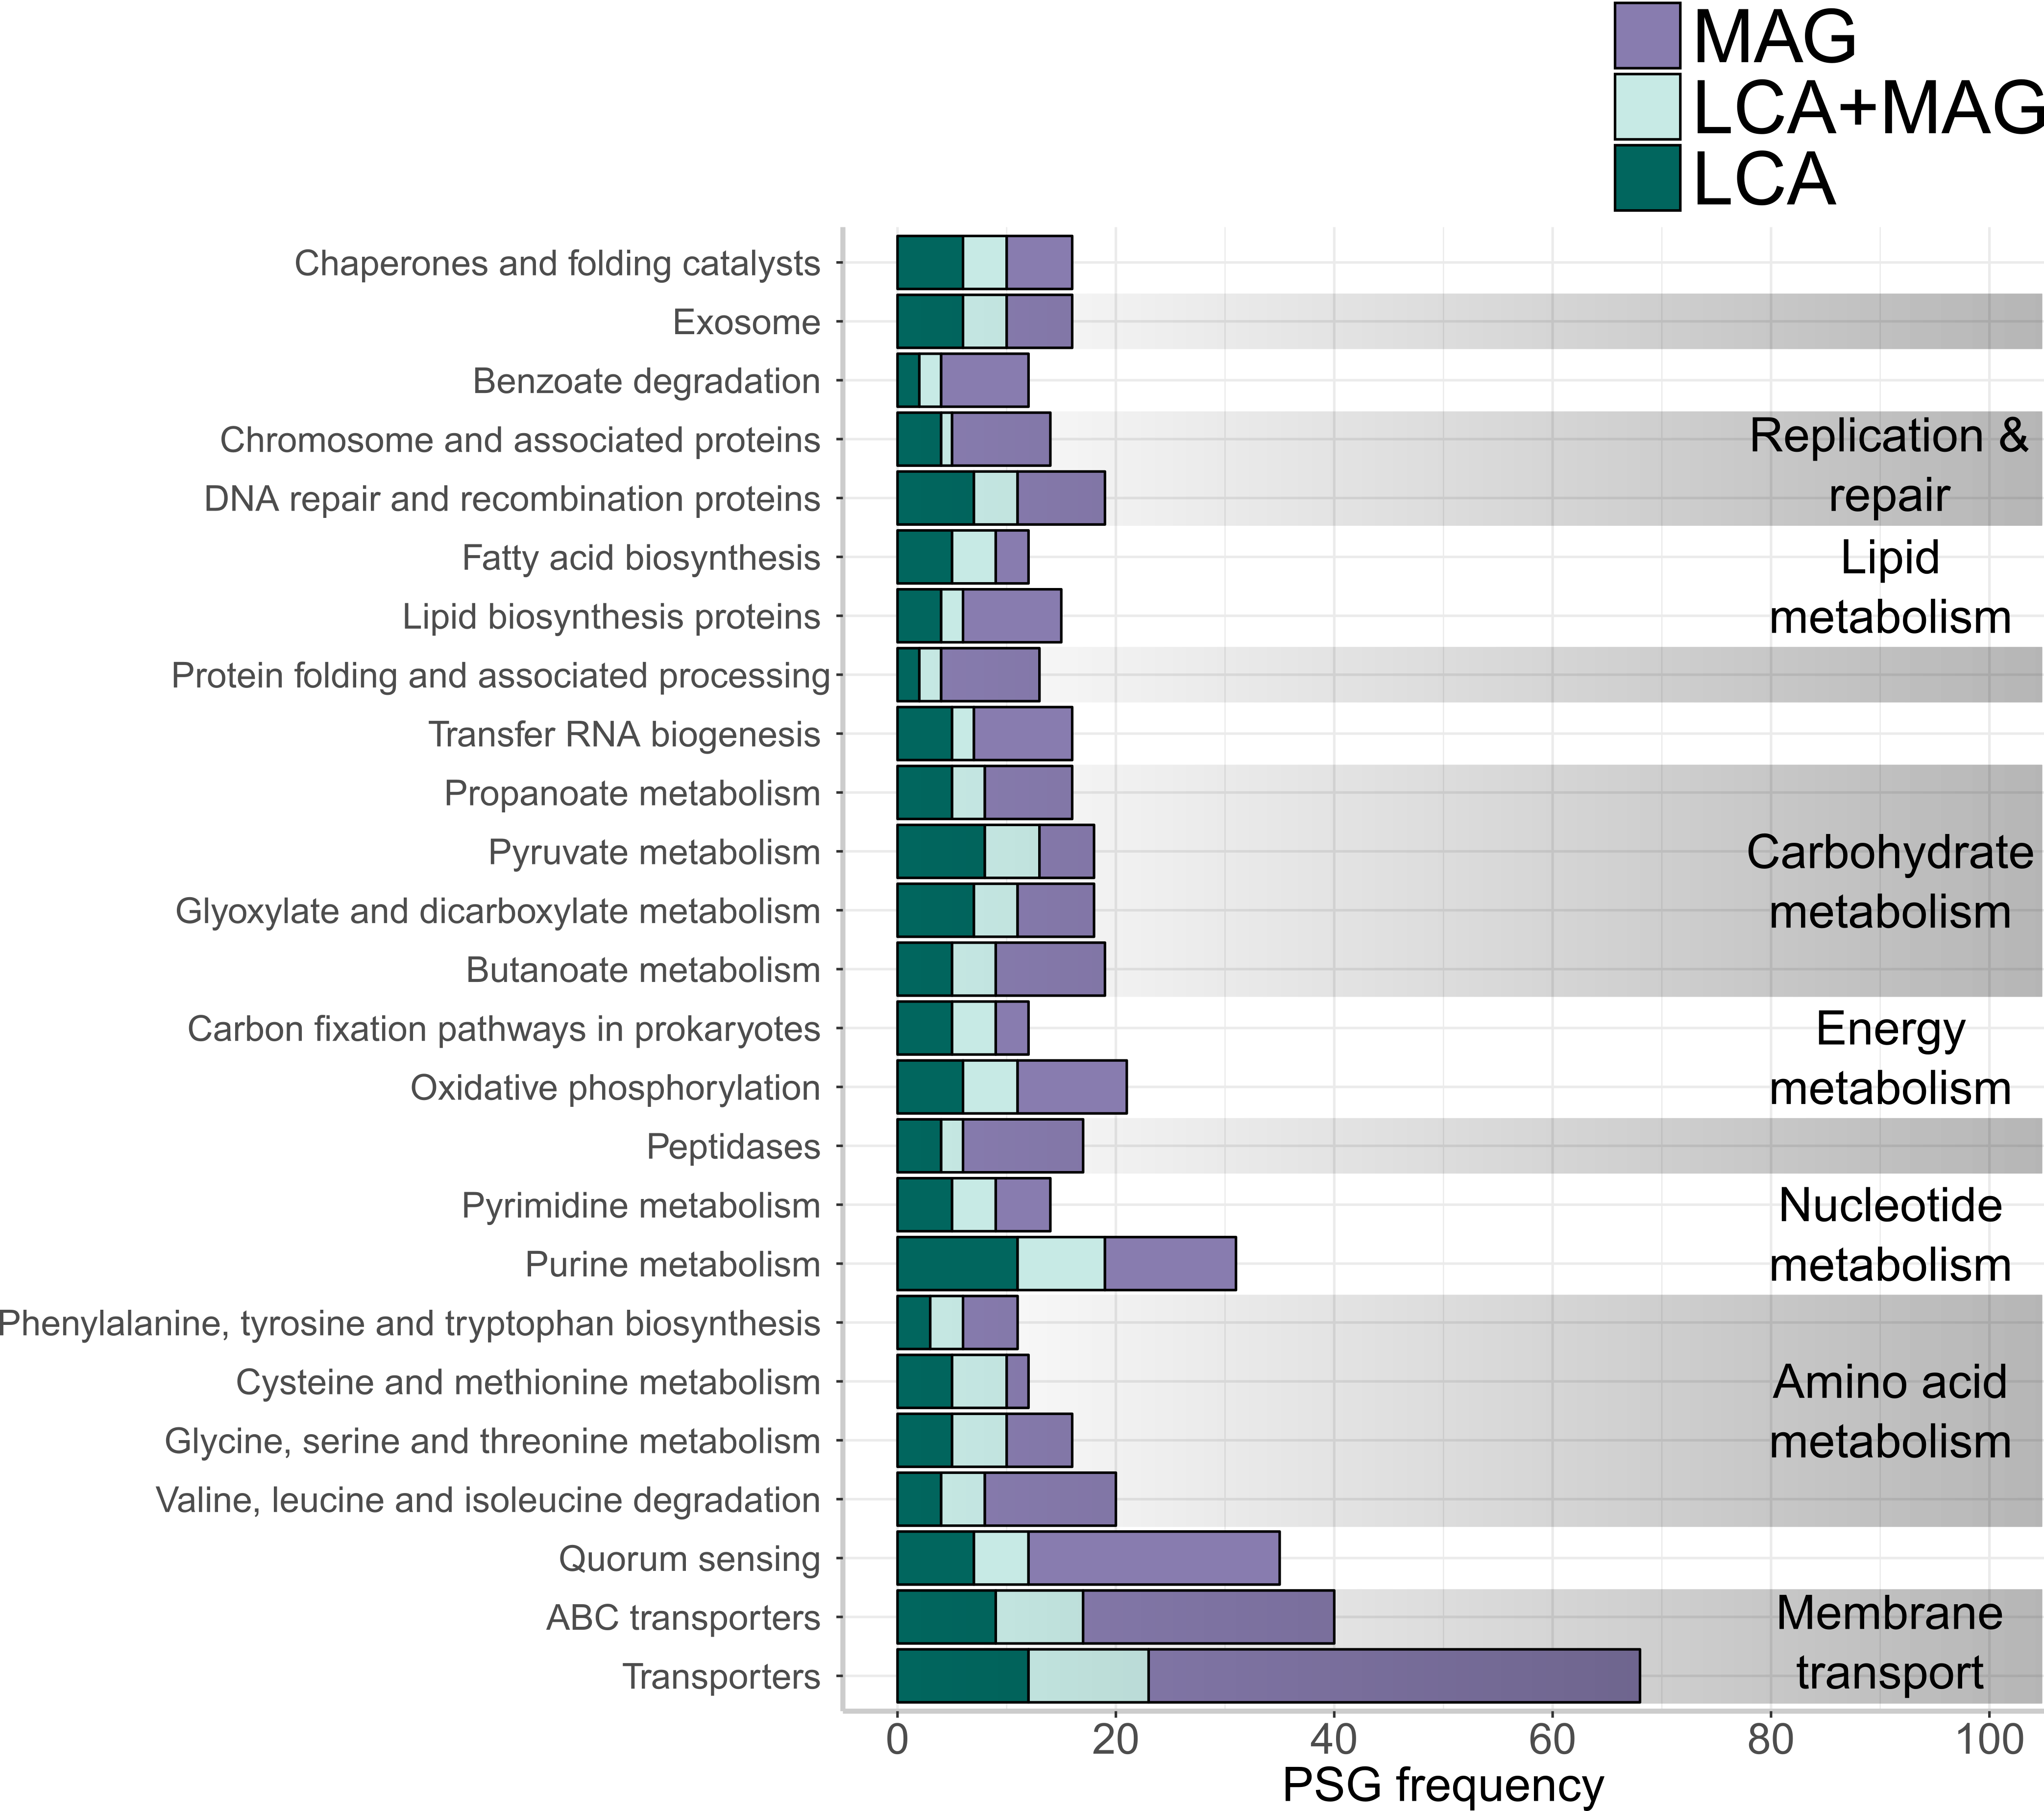 MAG
LCA+MAG
LCA
Chaperones and folding catalysts
Exosome
Benzoate degradation
Chromosome and associated proteins
DNA repair and recombination proteins
Fatty acid biosynthesis
Lipid biosynthesis proteins
Protein folding and associated processing
Transfer RNA biogenesis
Propanoate metabolism
Pyruvate metabolism
Glyoxylate and dicarboxylate metabolism
Butanoate metabolism
Carbon fixation pathways in prokaryotes
Oxidative phosphorylation
Peptidases
Pyrimidine metabolism
Purine metabolism
Phenylalanine, tyrosine and tryptophan biosynthesis
Cysteine and methionine metabolism
Glycine, serine and threonine metabolism
Valine, leucine and isoleucine degradation
Quorum sensing
ABC transporters
Transporters
Replication &
repair
Lipid
metabolism
Carbohydrate
metabolism
Energy
metabolism
Nucleotide
metabolism
Amino acid
metabolism
Membrane
transport
0 20 40 60 80 100
PSG frequency